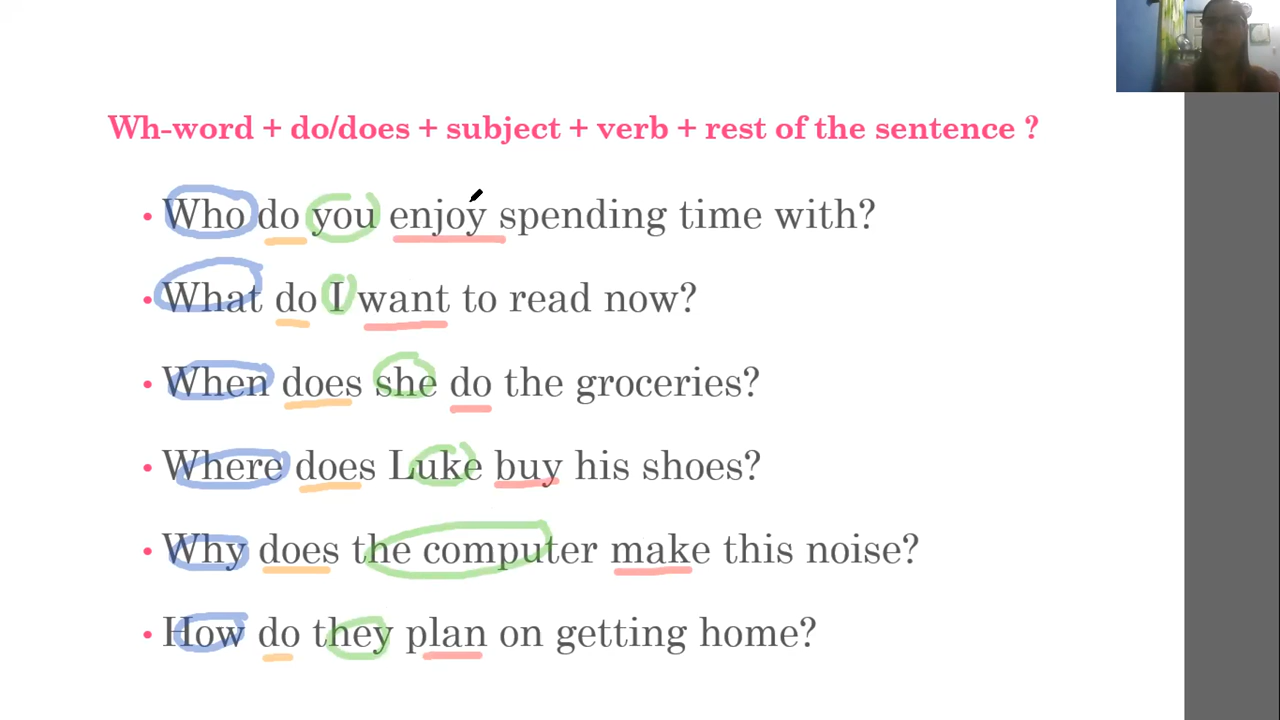 Wh-word + do/does + subject + verb + rest of the sentence ?
• Who do you enjoy spending time with?
• What do I want to read now?
• When does she do the groceries?
• Where does Luke buy his shoes?
• Why does the computer make this noise?
• How do they plan on getting home?